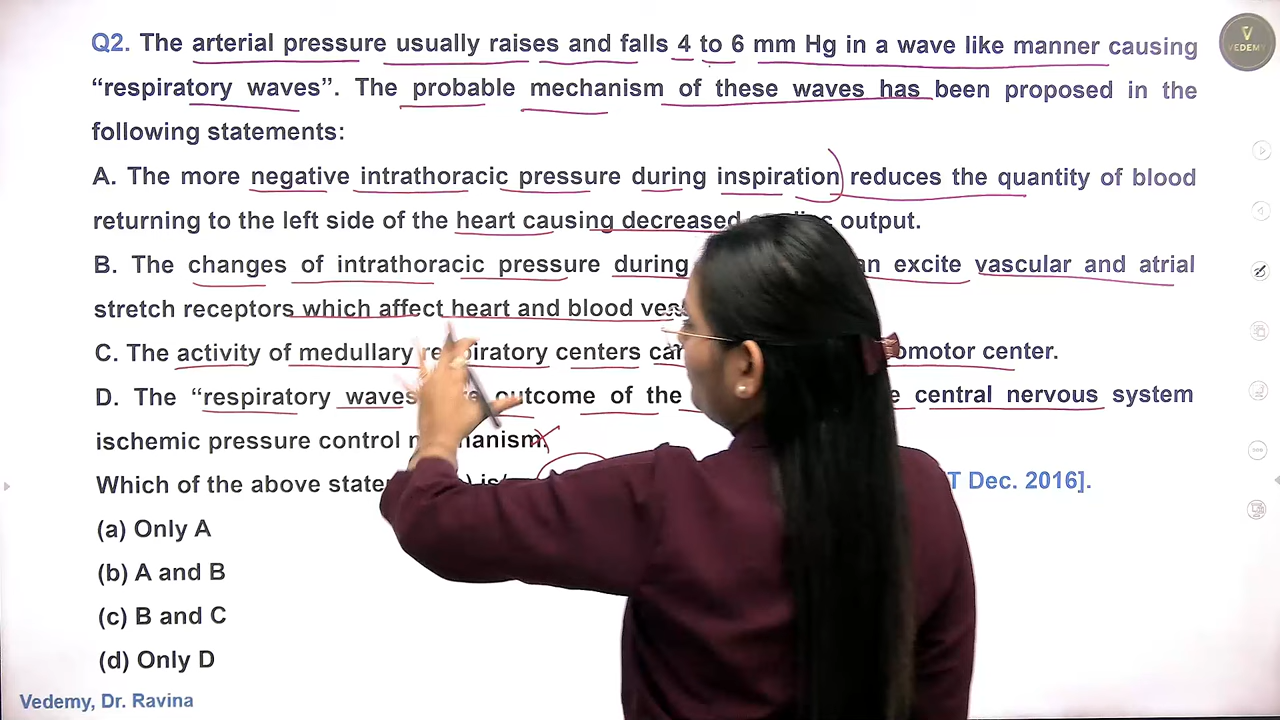 Q2. The arterial pressure usually raises and falls 4 to 6 mm Hg in a wave like manner causing
“respiratory waves”. The probable mechanism of these waves has been proposed in the
following statements:
A. The more negative intrathoracic pressure during inspiration reduces the quantity of blood
returning to the left side of the heart causing decreased output.
B. The changes of intrathoracic pressure during excite vascular and atrial
stretch receptors which affect heart and blood
C. The activity of medullary respiratory centers center.
D. The “respiratory waves outcome of the central nervous system
ischemic pressure control
Which of the above Dec. 2016].
(a) Only A
(b) A and B
(c) B and C
(d) Only D
Vedemy, Dr. Ravina
V
VEDEMY